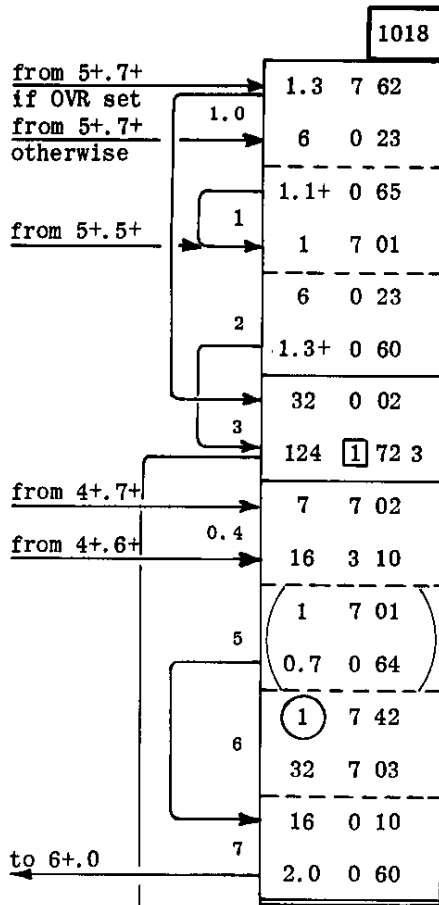 1018
from 5+.7+
if OVR set
1.3 7 62
1.0
from 5+.7+
otherwise
6 0 23
1.1+ 0 65
1
from 5+.5+
1 7 01
6 0 23
2
1.3+ 0 60
32 0 02
3
124 1 72 3
from 4+.7+
7 7 02
0.4
from 4+.6+
16 3 10
1 7 01
5
0.7 0 64
1 7 42
6
32 7 03
16 0 10
7
to 6+.0
2.0 0 60